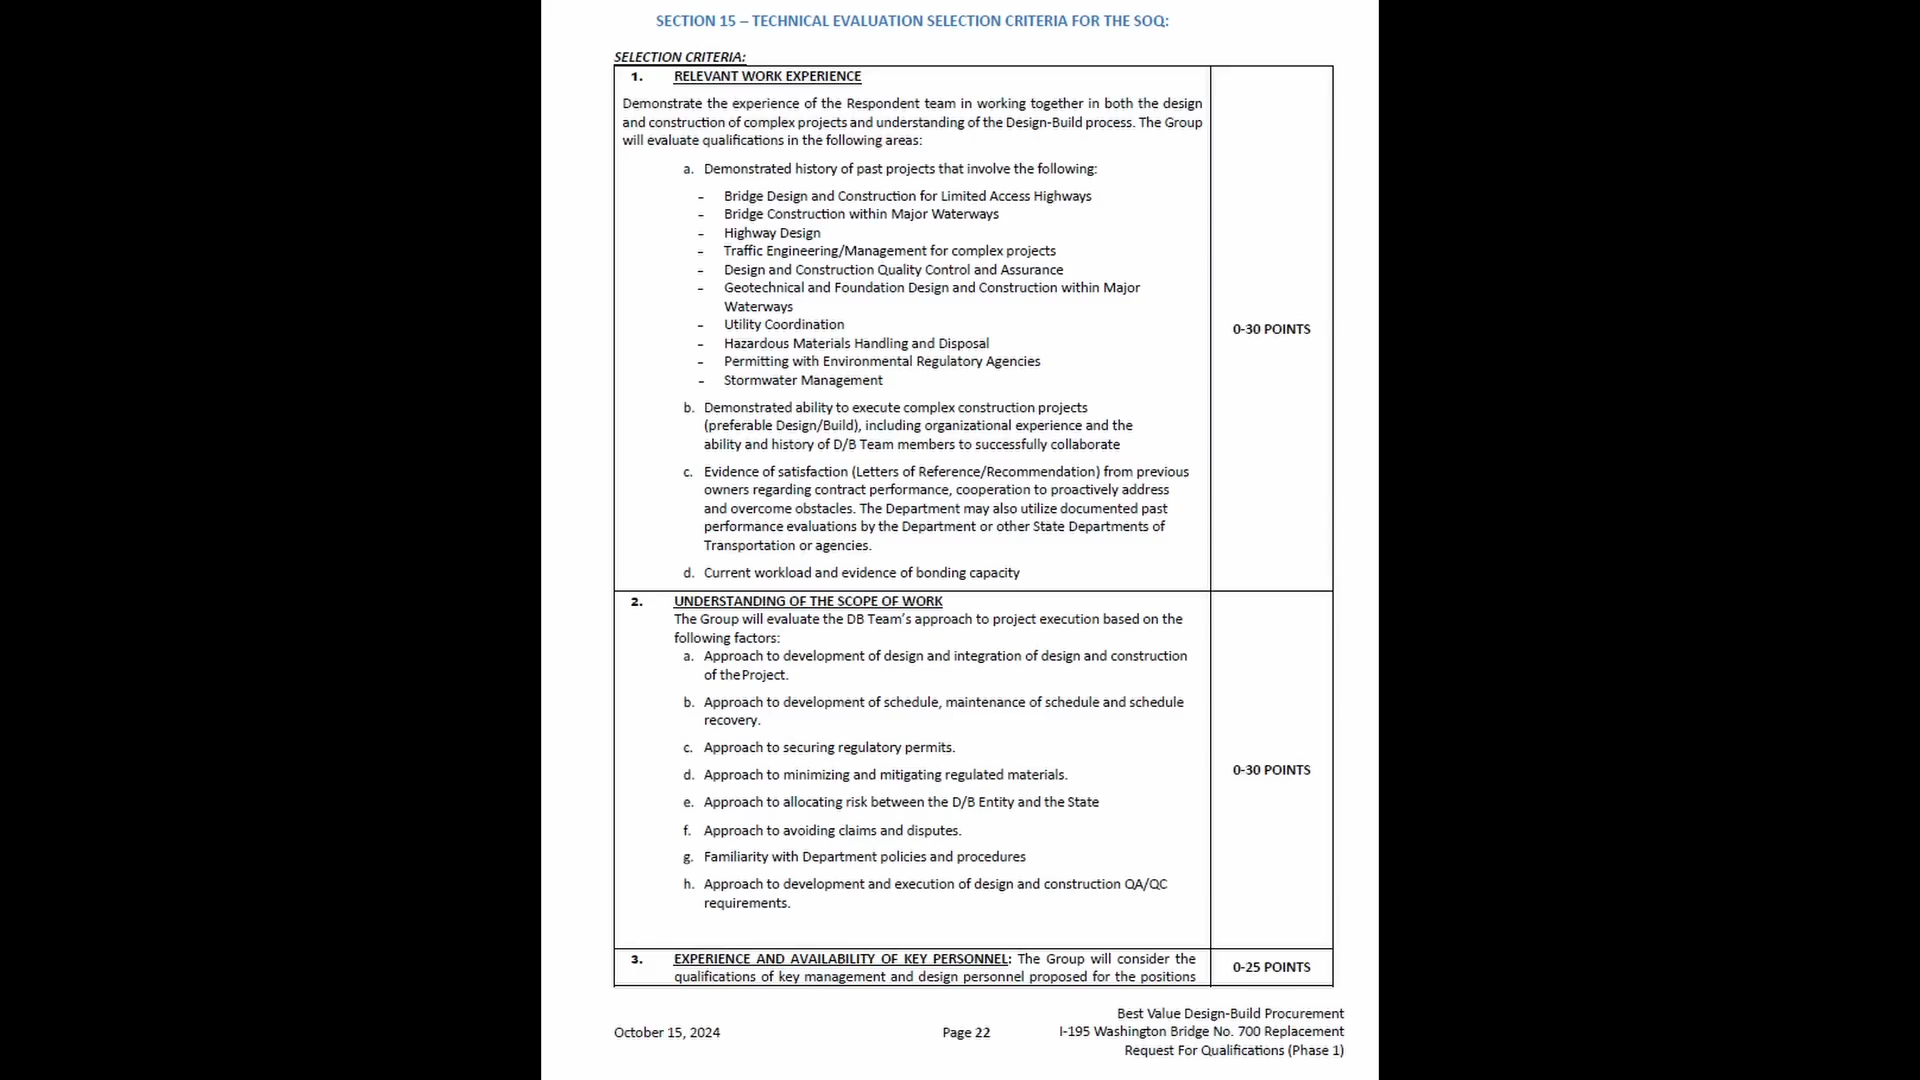 SECTION 15 – TECHNICAL EVALUATION SELECTION CRITERIA FOR THE SOQ:
SELECTION CRITERIA:
1. RELEVANT WORK EXPERIENCE
Demonstrate the experience of the Respondent team in working together in both the design
and construction of complex projects and understanding of the Design-Build process. The Group
will evaluate qualifications in the following areas:
a. Demonstrated history of past projects that involve the following:
- Bridge Design and Construction for Limited Access Highways
- Bridge Construction within Major Waterways
- Highway Design
- Traffic Engineering/Management for complex projects
- Design and Construction Quality Control and Assurance
- Geotechnical and Foundation Design and Construction within Major
Waterways
- Utility Coordination
- Hazardous Materials Handling and Disposal
- Permitting with Environmental Regulatory Agencies
- Stormwater Management
b. Demonstrated ability to execute complex construction projects
(preferable Design/Build), including organizational experience and the
ability and history of D/B Team members to successfully collaborate
c. Evidence of satisfaction (Letters of Reference/Recommendation) from previous
owners regarding contract performance, cooperation to proactively address
and overcome obstacles. The Department may also utilize documented past
performance evaluations by the Department or other State Departments of
Transportation or agencies.
d. Current workload and evidence of bonding capacity
0-30 POINTS
2. UNDERSTANDING OF THE SCOPE OF WORK
The Group will evaluate the DB Team's approach to project execution based on the
following factors:
a. Approach to development of design and integration of design and construction
of the Project.
b. Approach to development of schedule, maintenance of schedule and schedule
recovery.
c. Approach to securing regulatory permits.
d. Approach to minimizing and mitigating regulated materials.
e. Approach to allocating risk between the D/B Entity and the State
f. Approach to avoiding claims and disputes.
g. Familiarity with Department policies and procedures
h. Approach to development and execution of design and construction QA/QC
requirements.
0-30 POINTS
3. EXPERIENCE AND AVAILABILITY OF KEY PERSONNEL: The Group will consider the
qualifications of key management and design personnel proposed for the positions
0-25 POINTS
Best Value Design-Build Procurement
October 15, 2024 Page 22 I-195 Washington Bridge No. 700 Replacement
Request For Qualifications (Phase 1)